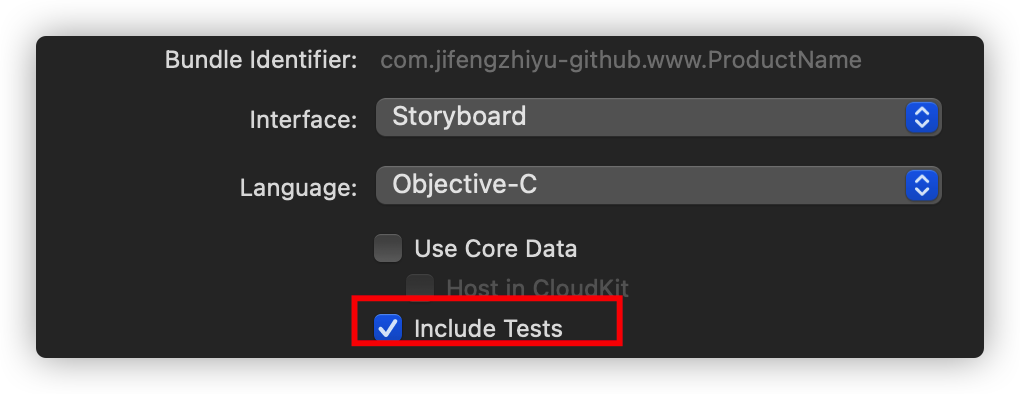 Bundle Identifier: com.jifengzhiyu-github.www.ProductName
Interface: Storyboard
Language: Objective-C
Use Core Data
Host in CloudKit
Include Tests